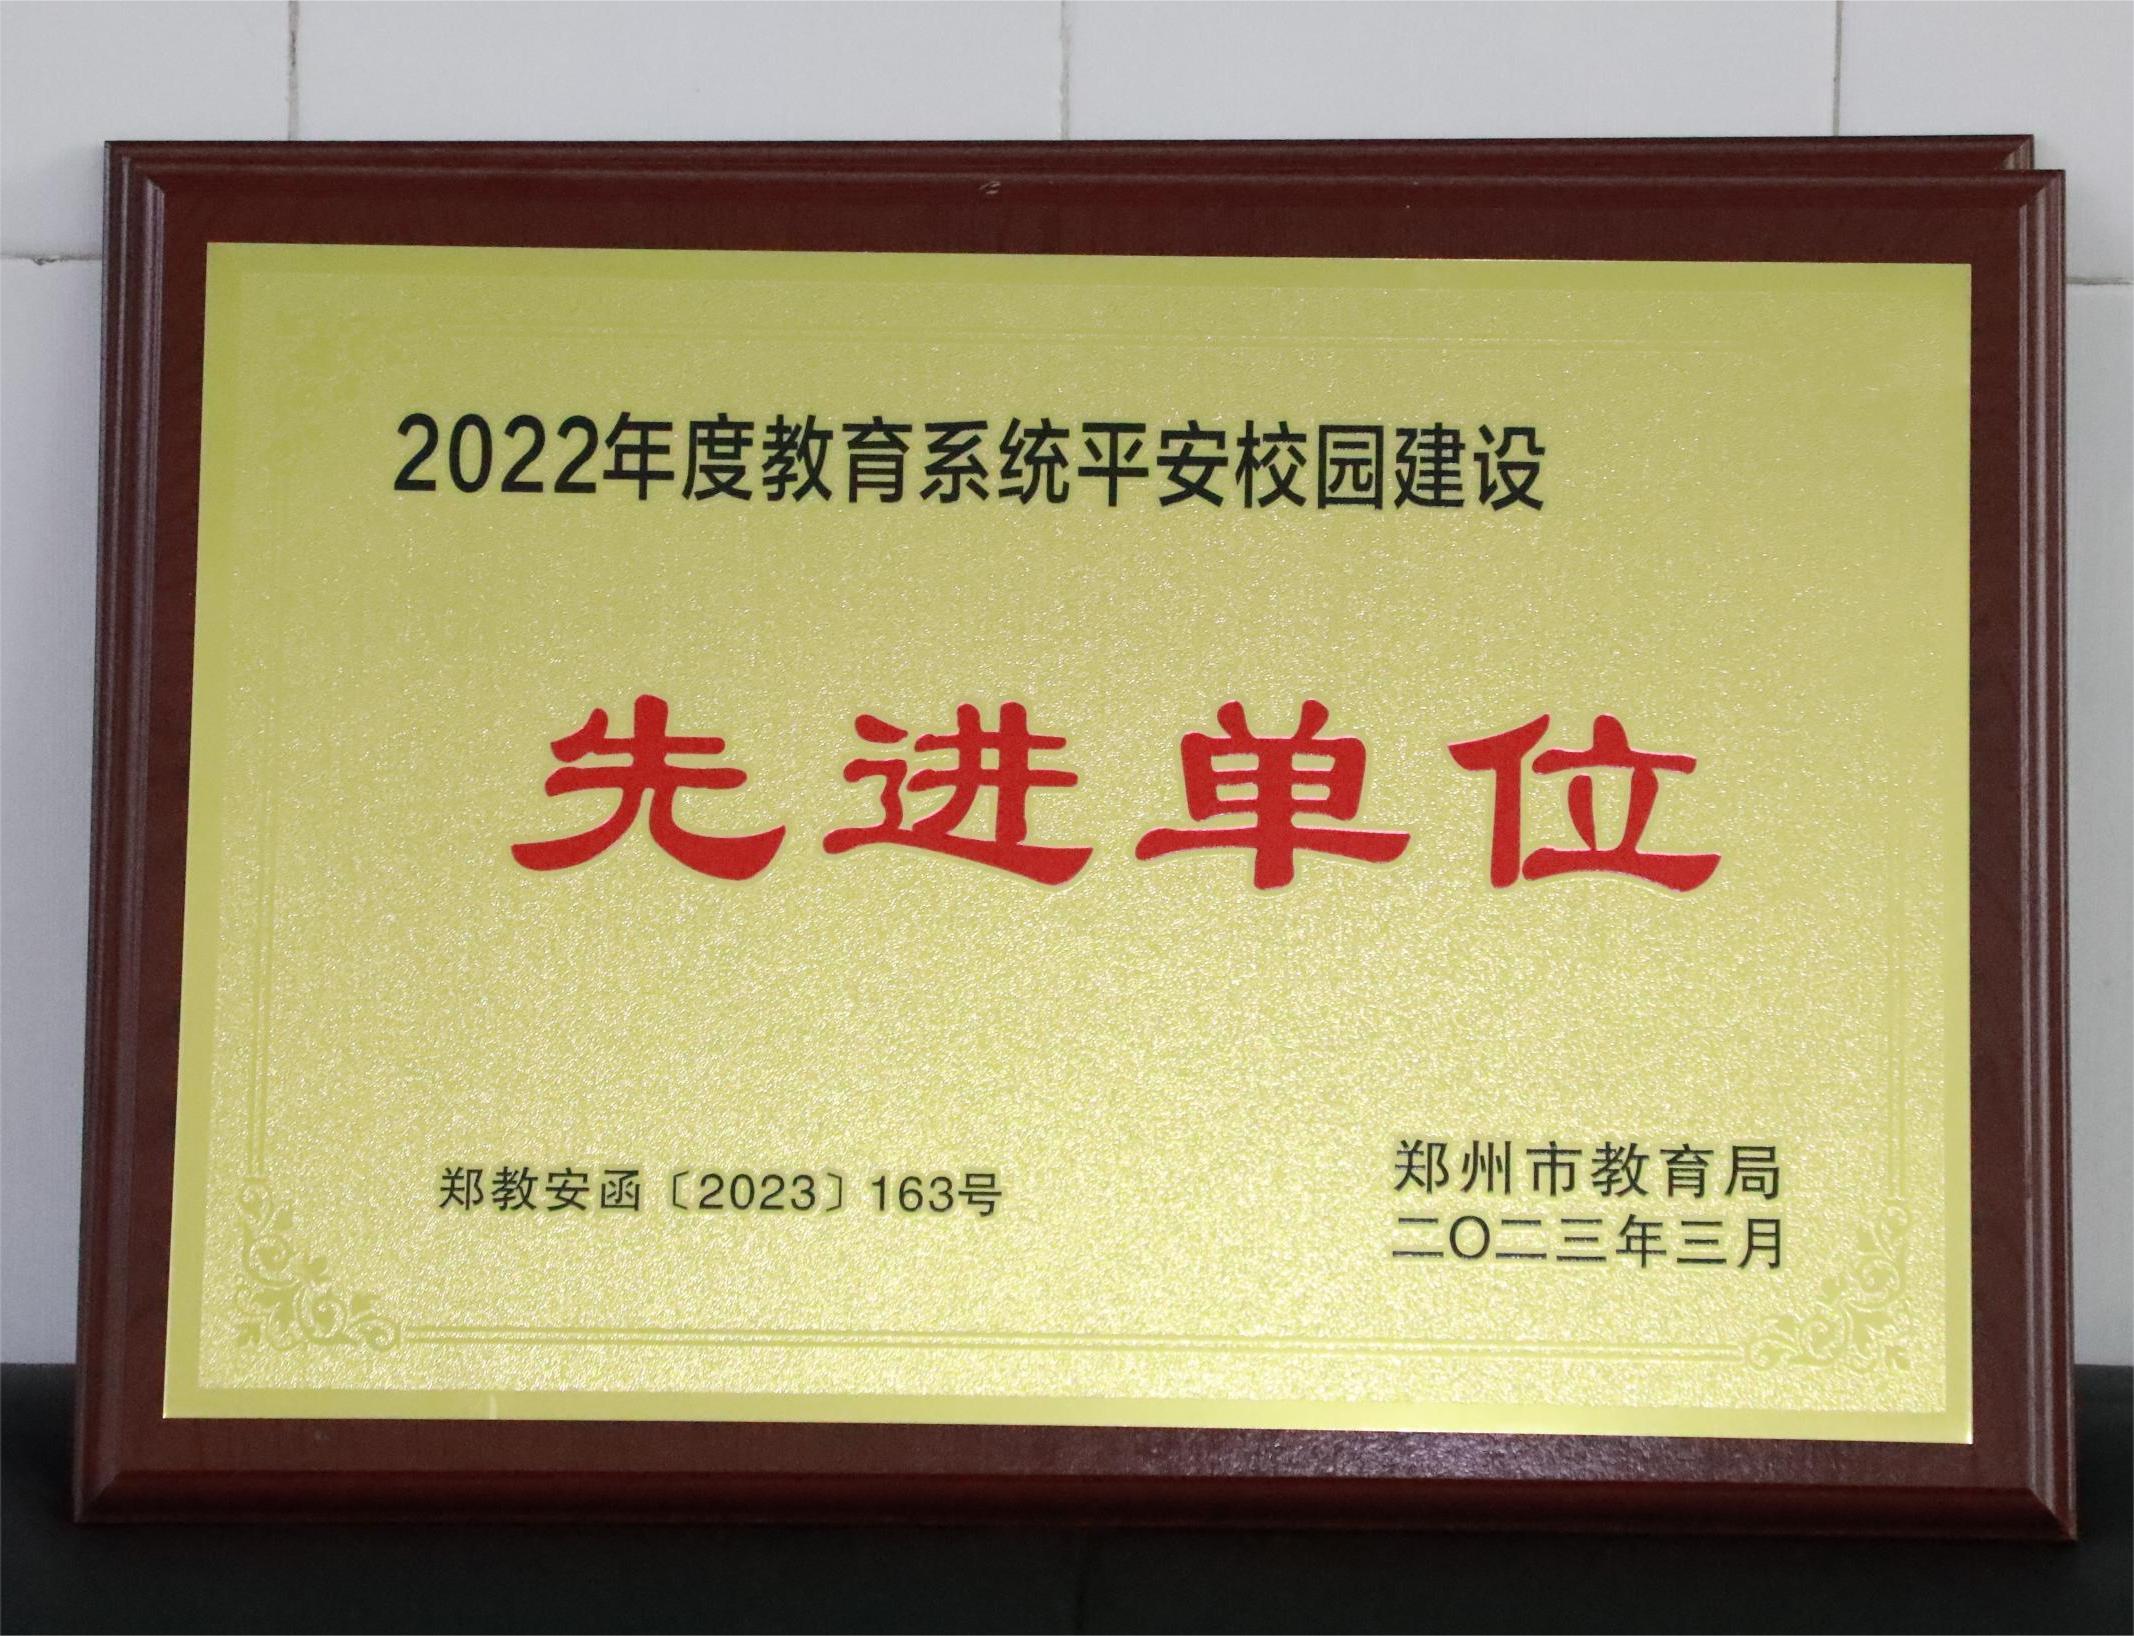 2022年度教育系统平安校园建设
先进单位
郑教安函〔2023〕163号
郑州市教育局
二〇二三年三月